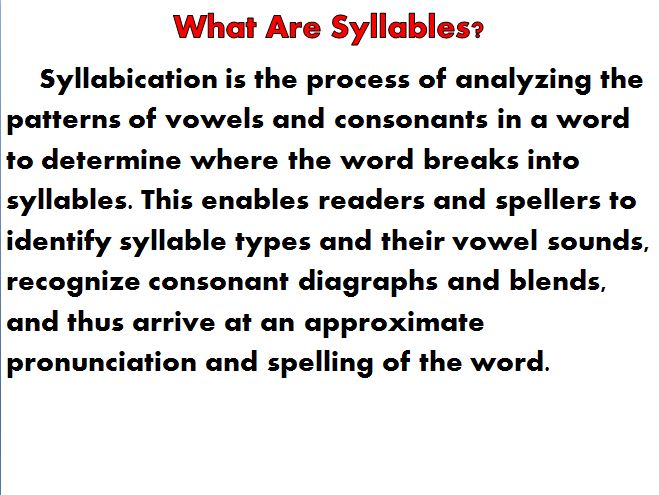 What Are Syllables?
Syllabication is the process of analyzing the
patterns of vowels and consonants in a word
to determine where the word breaks into
syllables. This enables readers and spellers to
identify syllable types and their vowel sounds,
recognize consonant diagraphs and blends,
and thus arrive at an approximate
pronunciation and spelling of the word.